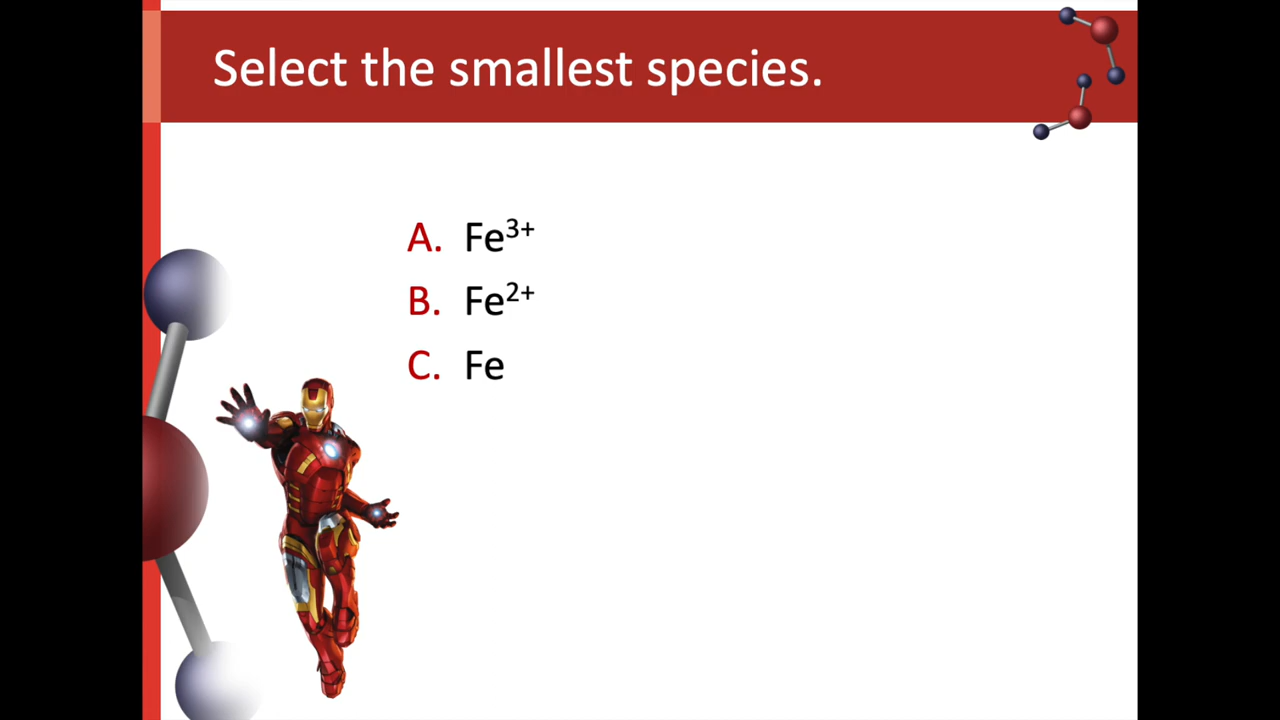 Select the smallest species.
A. Fe³⁺
B. Fe²⁺
C. Fe